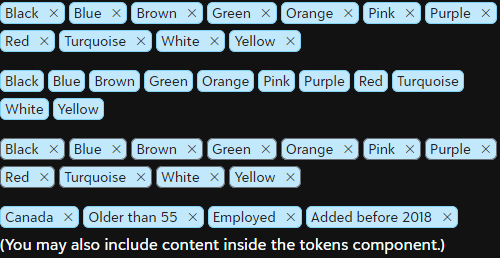 Black × Blue × Brown × Green × Orange × Pink × Purple ×
Red × Turquoise × White × Yellow ×
Black Blue Brown Green Orange Pink Purple Red Turquoise
White Yellow
Black × Blue × Brown × Green × Orange × Pink × Purple ×
Red × Turquoise × White × Yellow ×
Canada × Older than 55 × Employed × Added before 2018 ×
(You may also include content inside the tokens component.)